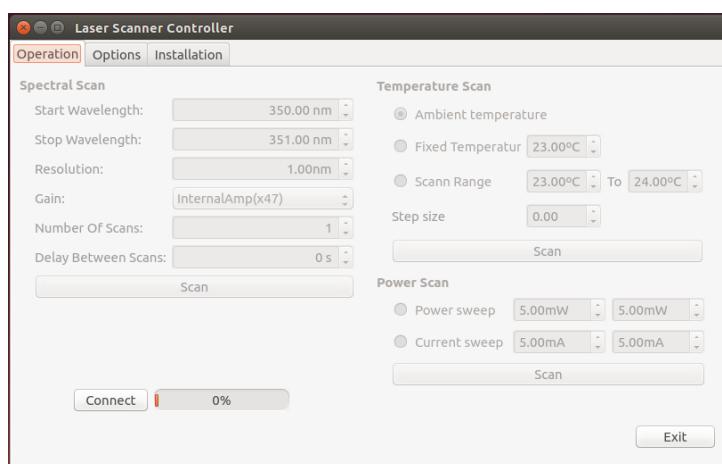 Laser Scanner Controller
Operation Options Installation
Spectral Scan
Start Wavelength: 350.00 nm
Stop Wavelength: 351.00 nm
Resolution: 1.00nm
Gain: InternalAmp(x47)
Number Of Scans: 1
Delay Between Scans: 0 s
Scan
Connect 0%
Temperature Scan
Ambient temperature
Fixed Temperatur 23.00ºC
Scann Range 23.00ºC To 24.00ºC
Step size 0.00
Scan
Power Scan
Power sweep 5.00mW 5.00mW
Current sweep 5.00mA 5.00mA
Scan
Exit